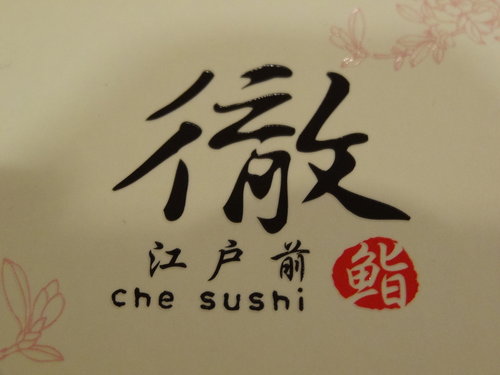 徹
江户前
che sushi
鮨